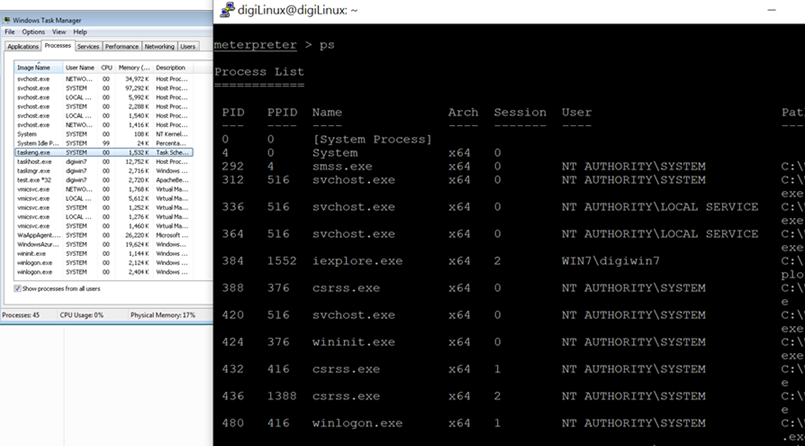 Windows Task Manager
File Options View Help
Applications Processes Services Performance Networking Users
Image Name User Name CPU Memory (... Description
svchost.exe NETWO... 00 34,972 K Host Proc...
svchost.exe SYSTEM 00 97,292 K Host Proc...
svchost.exe LOCAL ... 00 5,992 K Host Proc...
svchost.exe SYSTEM 00 2,288 K Host Proc...
svchost.exe LOCAL ... 00 1,540 K Host Proc...
svchost.exe NETWO... 00 1,416 K Host Proc...
System SYSTEM 00 108 K NT Kernel...
System Idle P... SYSTEM 99 24 K Percenta...
taskeng.exe SYSTEM 00 1,532 K Task Sche...
taskhost.exe digiwin7 00 12,752 K Host Proc...
taskmgr.exe digiwin7 00 2,716 K Windows ...
test.exe *32 digiwin7 00 2,720 K ApacheBe...
vmicsvc.exe NETWO... 00 1,768 K Virtual Ma...
vmicsvc.exe LOCAL ... 00 5,612 K Virtual Ma...
vmicsvc.exe SYSTEM 00 1,252 K Virtual Ma...
vmicsvc.exe LOCAL ... 00 1,276 K Virtual Ma...
vmicsvc.exe SYSTEM 00 1,460 K Virtual Ma...
WaAppAgent.... SYSTEM 00 26,220 K Microsoft ...
WindowsAzur... SYSTEM 00 19,624 K Windows ...
wininit.exe SYSTEM 00 1,144 K Windows ...
winlogon.exe SYSTEM 00 2,124 K Windows ...
winlogon.exe SYSTEM 00 2,404 K Windows ...
Show processes from all users
Processes: 45 CPU Usage: 0% Physical Memory: 17%
digiLinux@digiLinux: ~
meterpreter > ps
Process List
============
PID PPID Name Arch Session User Pat
--- ---- ---- ---- ------- ---- ---
0 0 [System Process]
4 0 System x64 0
292 4 smss.exe x64 0 NT AUTHORITY\SYSTEM C:\
312 516 svchost.exe x64 0 NT AUTHORITY\SYSTEM C:\
exe
336 516 svchost.exe x64 0 NT AUTHORITY\LOCAL SERVICE C:\
exe
364 516 svchost.exe x64 0 NT AUTHORITY\LOCAL SERVICE C:\
exe
384 1552 iexplore.exe x64 2 WIN7\digiwin7 C:\
plo
388 376 csrss.exe x64 0 NT AUTHORITY\SYSTEM C:\
e
420 516 svchost.exe x64 0 NT AUTHORITY\SYSTEM C:\
exe
424 376 wininit.exe x64 0 NT AUTHORITY\SYSTEM C:\
exe
432 416 csrss.exe x64 1 NT AUTHORITY\SYSTEM C:\
e
436 1388 csrss.exe x64 2 NT AUTHORITY\SYSTEM C:\
e
480 416 winlogon.exe x64 1 NT AUTHORITY\SYSTEM C:\
.exe